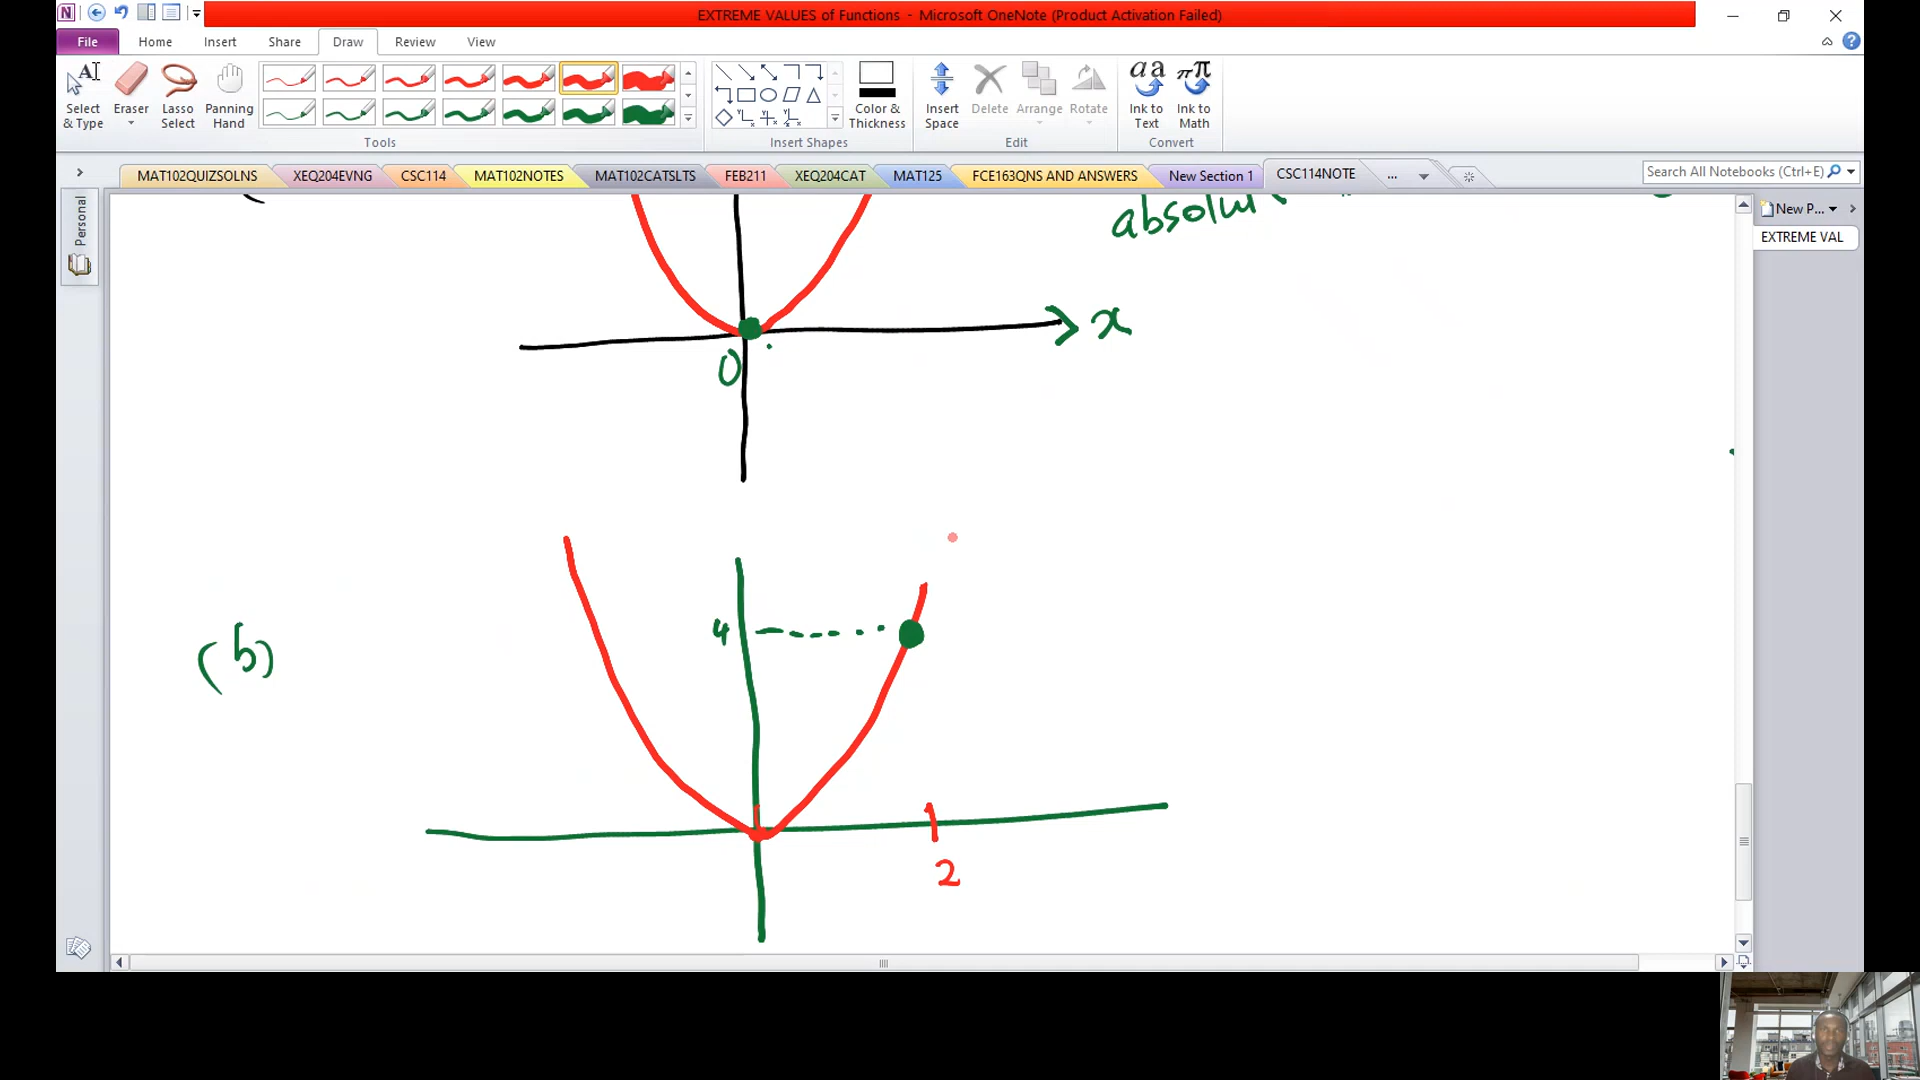 EXTREME VALUES of Functions - Microsoft OneNote (Product Activation Failed)
File Home Insert Share Draw Review View
Select & Type
Eraser
Lasso Select
Panning Hand
Tools
Insert Shapes
Color & Thickness
Insert Space
Delete
Arrange
Rotate
Edit
Ink to Text
Ink to Math
Convert
MAT102QUIZSOLNS XEQ204EVNG CSC114 MAT102NOTES MAT102CATSLTS FEB211 XEQ204CAT MAT125 FCE163QNS AND ANSWERS New Section 1 CSC114NOTE ...
Search All Notebooks (Ctrl+E)
Personal
New P...
EXTREME VAL
x
0
(b)
4
2